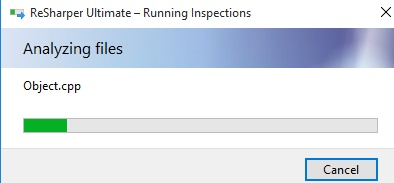 ReSharper Ultimate – Running Inspections
Analyzing files
Object.cpp
Cancel